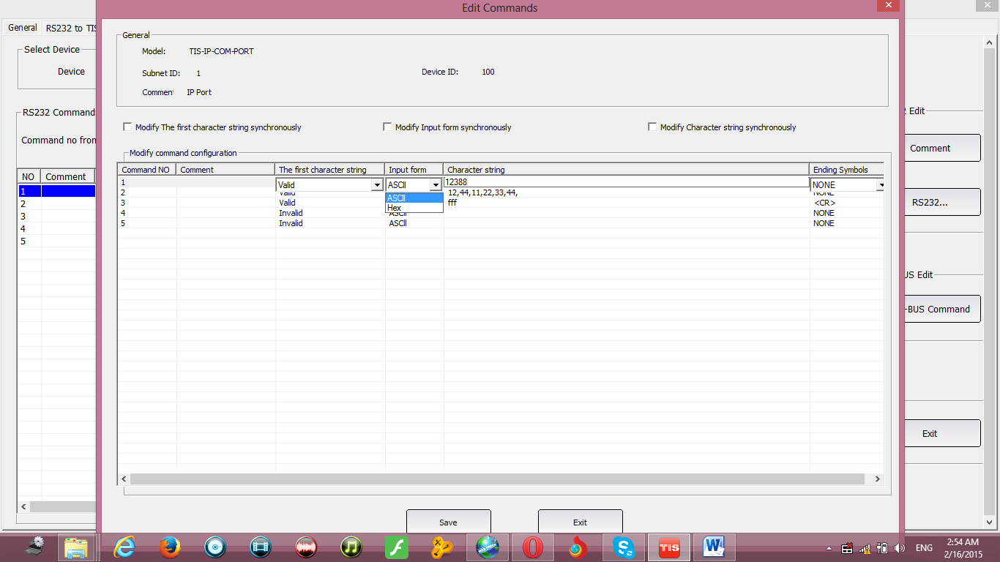 Edit Commands
General
RS232 to TIS
Select Device
Device
RS232 Command
Command no from
NO Comment
1
2
3
4
5
General
Model: TIS-IP-COM-PORT
Subnet ID: 1 Device ID: 100
Commen IP Port
Modify The first character string synchronously
Modify Input form synchronously
Modify Character string synchronously
Modify command configuration
Command NO Comment The first character string Input form Character string Ending Symbols
1 Valid ASCII 12388 NONE
2 Valid ASCII 12,44,11,22,33,44, NONE
3 Valid Hex fff <CR>
4 Invalid ASCII NONE
5 Invalid ASCII NONE
Save
Exit
Edit
Comment
RS232...
US Edit
-BUS Command
Exit
WEB FINDER
TIS
ENG
2:54 AM
2/16/2015